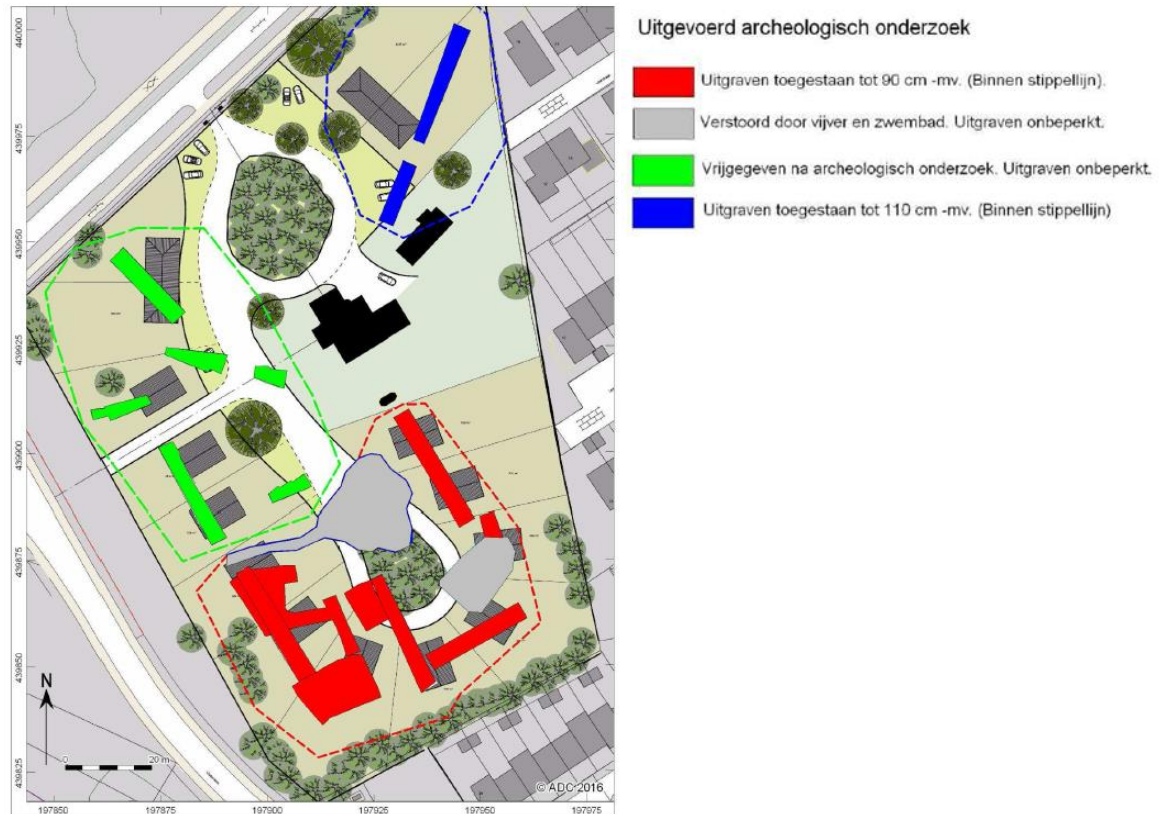 Uitgevoerd archeologisch onderzoek
Uitgraven toegestaan tot 90 cm -mv. (Binnen stippellijn).
Verstoord door vijver en zwembad. Uitgraven onbeperkt.
Vrijgegeven na archeologisch onderzoek. Uitgraven onbeperkt.
Uitgraven toegestaan tot 110 cm -mv. (Binnen stippellijn)
440000
439975
439950
439925
439900
439875
439850
439825
N
0 20 m
© ADC 2016
197850 197875 197900 197925 197950 197975